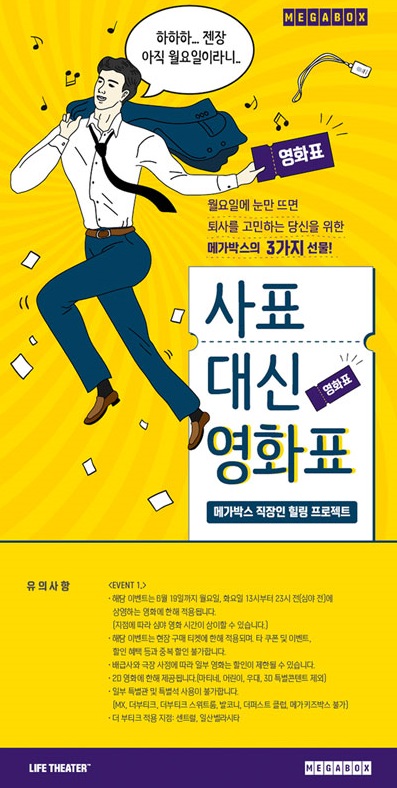 MEGABOX
하하하... 젠장
아직 월요일이라니..
영화표
월요일에 눈만 뜨면
퇴사를 고민하는 당신을 위한
메가박스의 3가지 선물!
사표
대신
영화표
영화표
메가박스 직장인 힐링 프로젝트
유의사항
<EVENT 1.>
· 해당 이벤트는 6월 19일까지 월요일, 화요일 13시부터 23시 전(심야 전)에
상영하는 영화에 한해 적용됩니다.
(지점에 따라 심야 영화 시간이 상이할 수 있습니다.)
· 해당 이벤트는 현장 구매 티켓에 한해 적용되며, 타 쿠폰 및 이벤트,
할인 혜택 등과 중복 할인 불가합니다.
· 배급사와 극장 사정에 따라 일부 영화는 할인이 제한될 수 있습니다.
· 2D 영화에 한해 제공됩니다.(마티네, 어린이, 우대, 3D 특별콘텐트 제외)
· 일부 특별관 및 특별석 사용이 불가합니다.
(MX, 더부티크, 더부티크 스위트룸, 발코니, 더퍼스트 클럽, 메가키즈박스 불가)
· 더 부티크 적용 지점: 센트럴, 일산벨라시타
LIFE THEATER™
MEGABOX